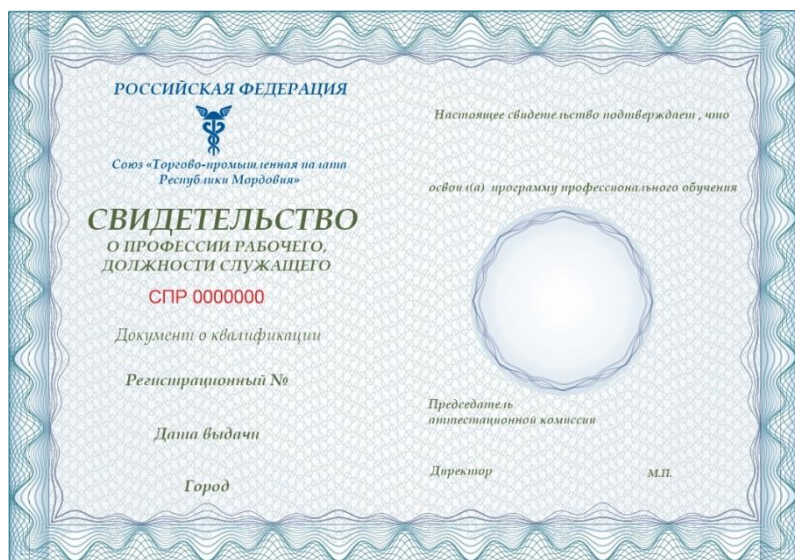 РОССИЙСКАЯ ФЕДЕРАЦИЯ
Союз «Торгово-промышленная палата
Республики Мордовия»
СВИДЕТЕЛЬСТВО
О ПРОФЕССИИ РАБОЧЕГО,
ДОЛЖНОСТИ СЛУЖАЩЕГО
СПР 0000000
Документ о квалификации
Регистрационный №
Дата выдачи
Город
Настоящее свидетельство подтверждает , что
освоил(а) программу профессионального обучения
Председатель
аттестационной комиссии
Директор
М.П.